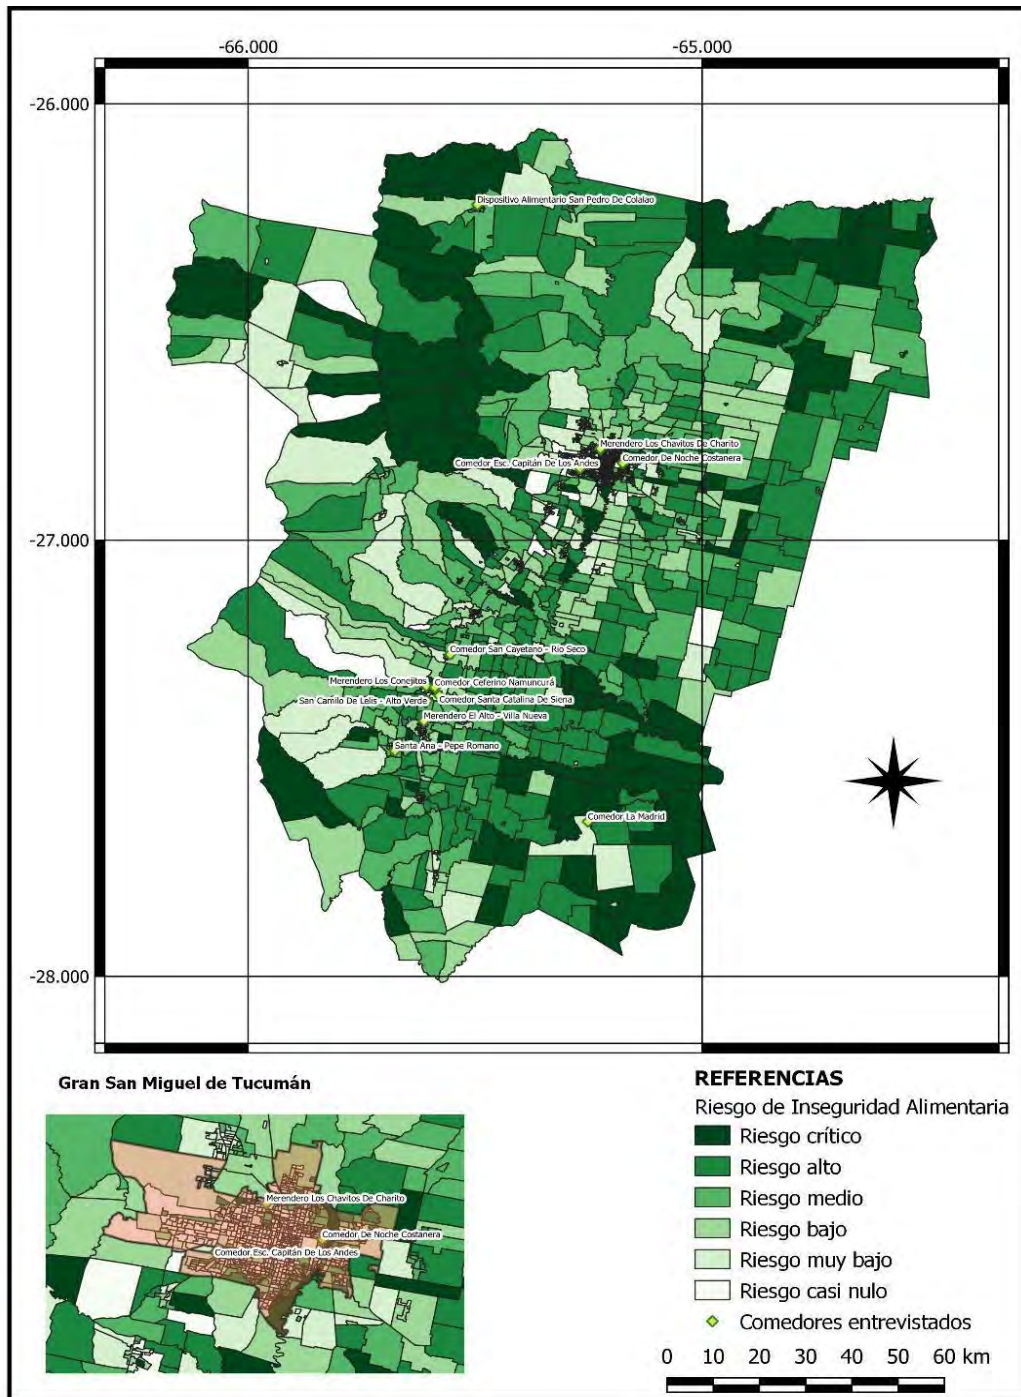 -66.000
-65.000
-26.000
Dispositivo Alimentario San Pedro De Colalao
Merendero Los Chavitos De Charito
Comedor De Noche Costanera
Comedor Esc. Capitán De Los Andes
-27.000
Comedor San Cayetano - Rio Seco
Merendero Los Conejitos
Comedor Ceferino Namuncurá
San Camilo De Lelis - Alto Verde
Comedor Santa Catalina De Siena
Merendero El Alto - Villa Nueva
Santa Ana - Pepe Romano
Comedor La Madrid
-28.000
Gran San Miguel de Tucumán
Merendero Los Chavitos De Charito
Comedor De Noche Costanera
Comedor Esc. Capitán De Los Andes
REFERENCIAS
Riesgo de Inseguridad Alimentaria
Riesgo crítico
Riesgo alto
Riesgo medio
Riesgo bajo
Riesgo muy bajo
Riesgo casi nulo
Comedores entrevistados
0 10 20 30 40 50 60 km